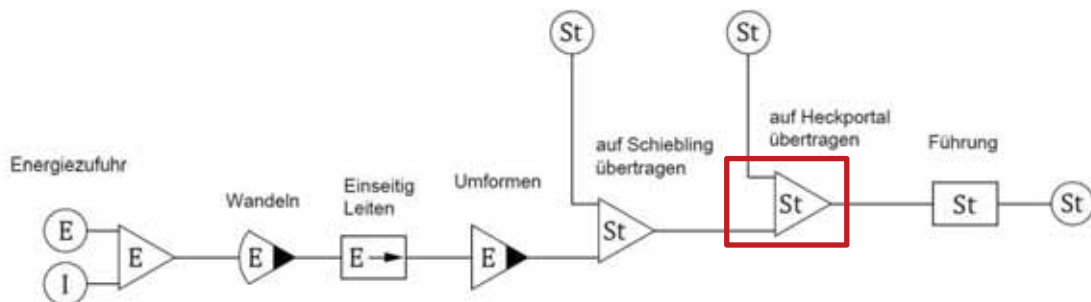 St
St
auf Heckportal
übertragen
auf Schiebling
übertragen
Führung
Energiezufuhr
Umformen
Einseitig
Leiten
Wandeln
St
St
St
St
E
E
E
E
E
I